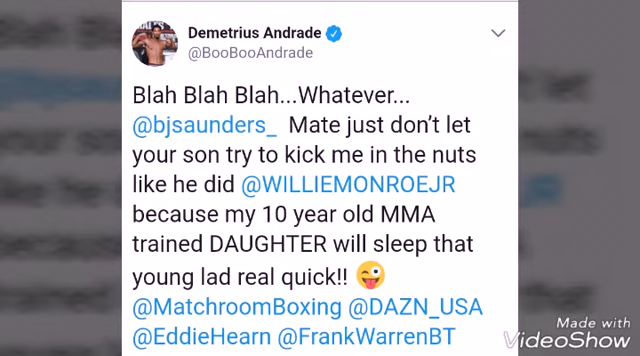 Demetrius Andrade
@BooBooAndrade
Blah Blah Blah...Whatever...
@bjsaunders_ Mate just don't let
your son try to kick me in the nuts
like he did @WILLIEMONROEJR
because my 10 year old MMA
trained DAUGHTER will sleep that
young lad real quick!! 😜
@MatchroomBoxing @DAZN_USA
@EddieHearn @FrankWarrenBT
Made with
VideoShow